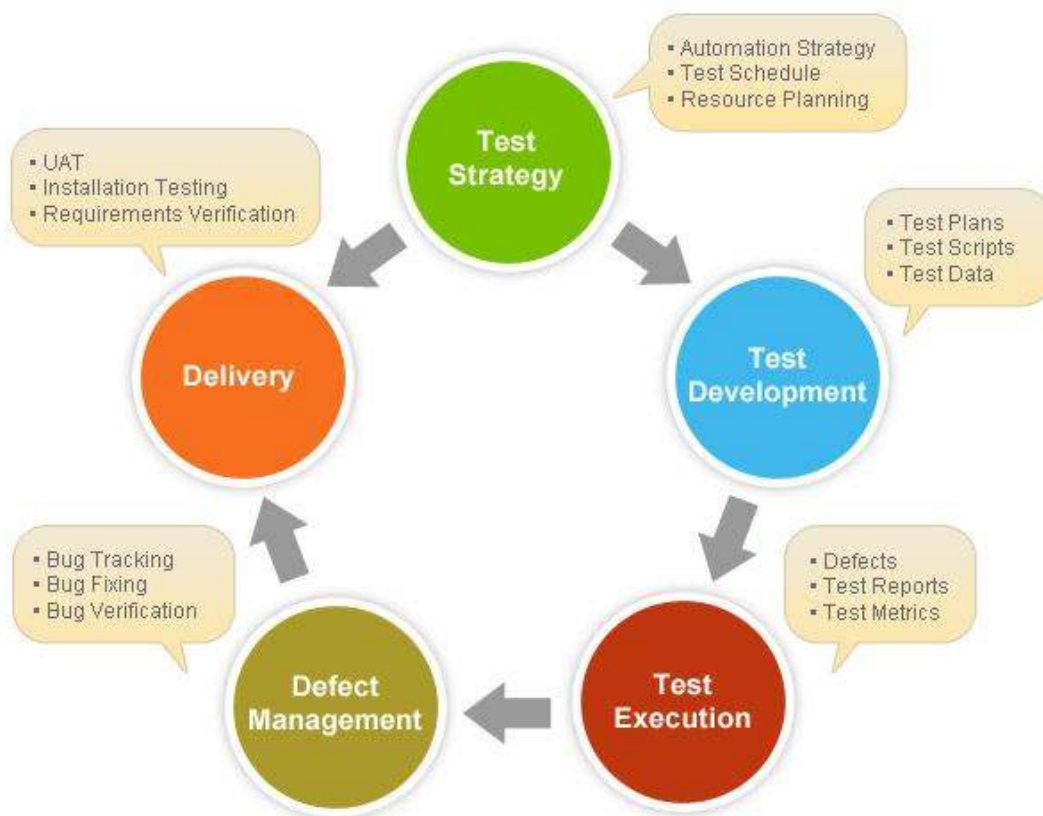 Test
Strategy
▪ Automation Strategy
▪ Test Schedule
▪ Resource Planning
Test
Development
▪ Test Plans
▪ Test Scripts
▪ Test Data
Test
Execution
▪ Defects
▪ Test Reports
▪ Test Metrics
Defect
Management
▪ Bug Tracking
▪ Bug Fixing
▪ Bug Verification
Delivery
▪ UAT
▪ Installation Testing
▪ Requirements Verification